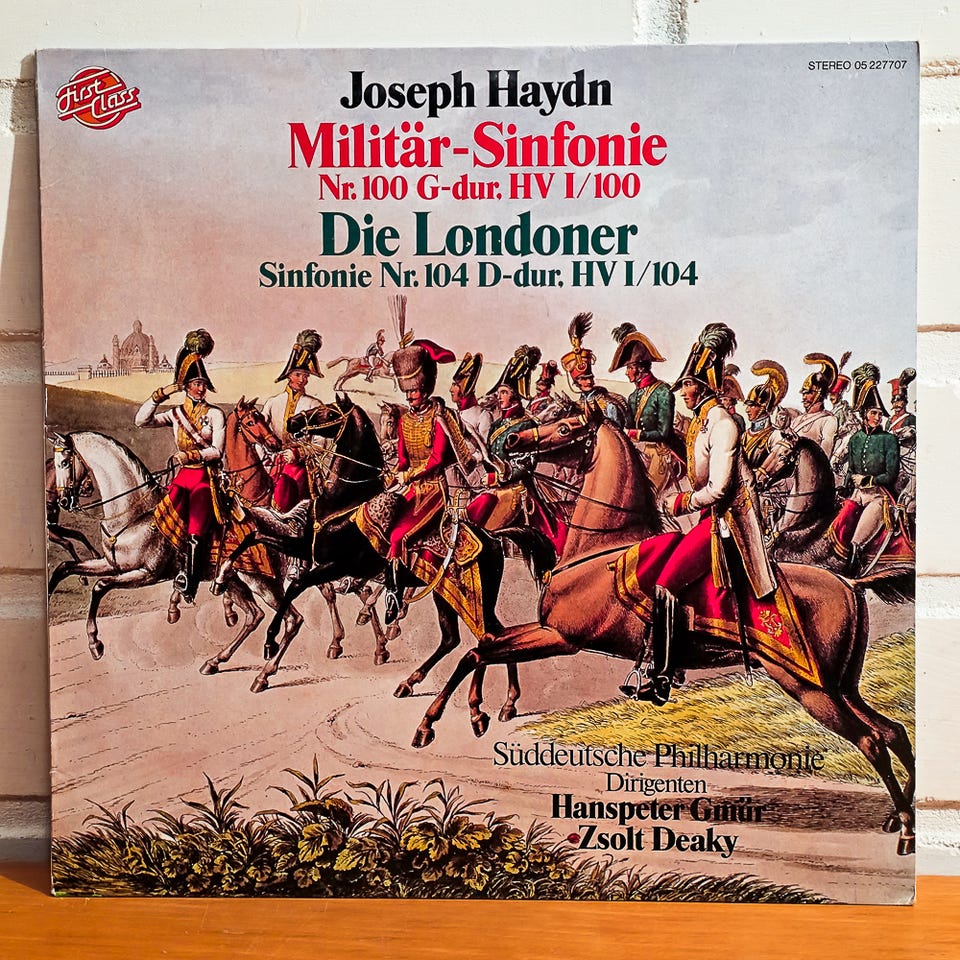 First
Class
STEREO 05 227707
Joseph Haydn
Militär-Sinfonie
Nr. 100 G-dur, HV I/100
Die Londoner
Sinfonie Nr. 104 D-dur, HV I/104
Süddeutsche Philharmonie
Dirigenten
Hanspeter Gmür
Zsolt Deaky